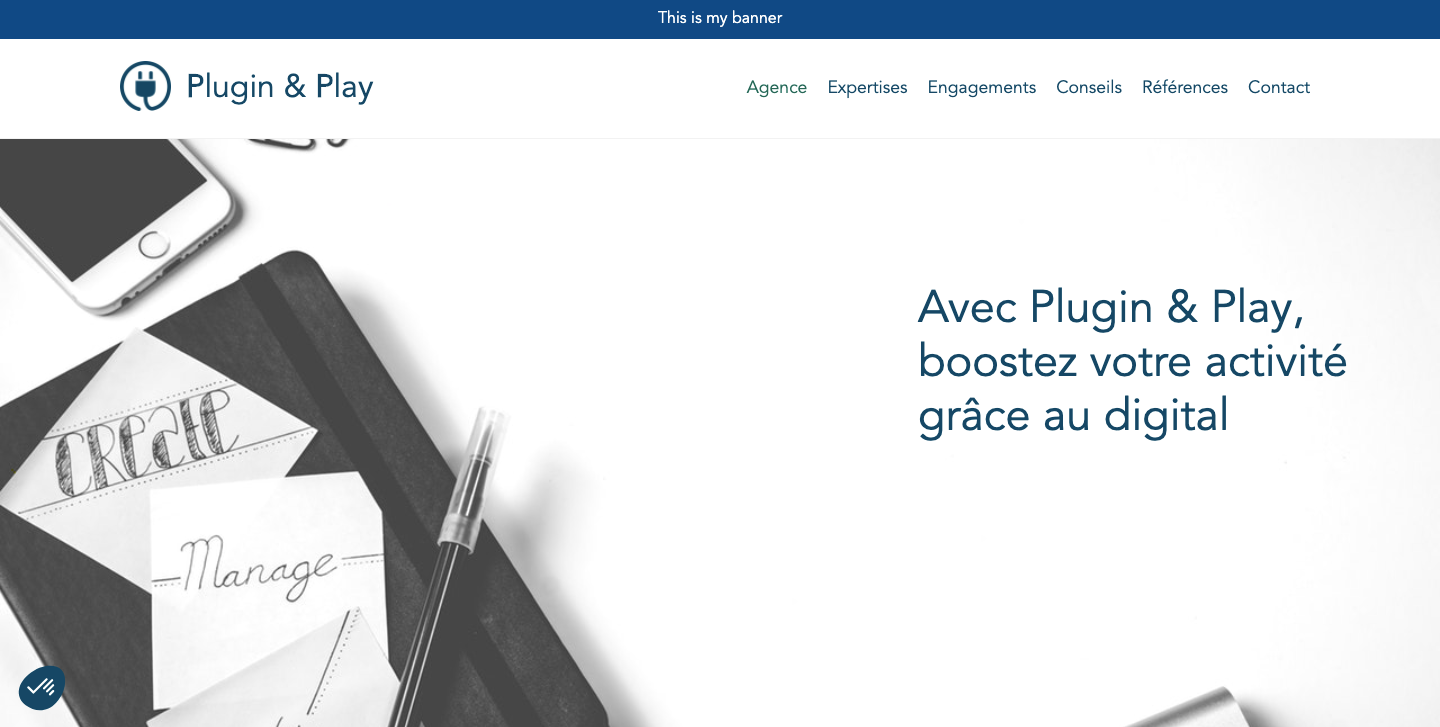 This is my banner
Plugin & Play
Agence Expertises Engagements Conseils Références Contact
Avec Plugin & Play,
boostez votre activité
grâce au digital
CREATE
Manage